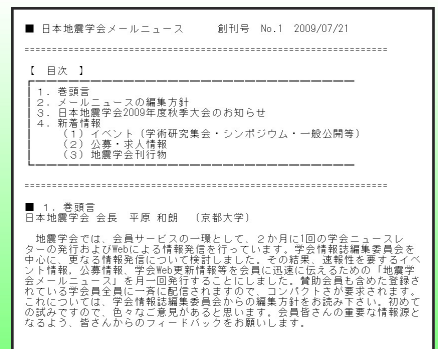 ■ 日本地震学会メールニュース　　創刊号　No.1　2009/07/21
==================================================================
【　目次　】
1. 巻頭言
2. メールニュースの編集方針
3. 日本地震学会2009年度秋季大会のお知らせ
4. 新着情報
（1）イベント（学術研究集会・シンポジウム・一般公開等）
（2）公募・求人情報
（3）地震学会刊行物
==================================================================
■ 1. 巻頭言
日本地震学会 会長　平原 和朗　（京都大学）
　地震学会では、会員サービスの一環として、２か月に1回の学会ニュースレ
ターの発行およびWebによる情報発信を行っています。学会情報誌編集委員会を
中心に、更なる情報発信について検討しました。その結果、速報性を要するイベ
ント情報、公募情報、学会Web更新情報等を会員に迅速に伝えるための「地震学
会メールニュース」を月一回発行することにしました。賛助会員も含めた登録さ
れている学会員全員に一斉に配信されますので、コンパクトさが要求されます。
これについては、学会情報誌編集委員会からの編集方針をお読み下さい。初めて
の試みですので、色々なご意見があると思います。会員皆さんの重要な情報源と
なるよう、皆さんからのフィードバックをお願いします。